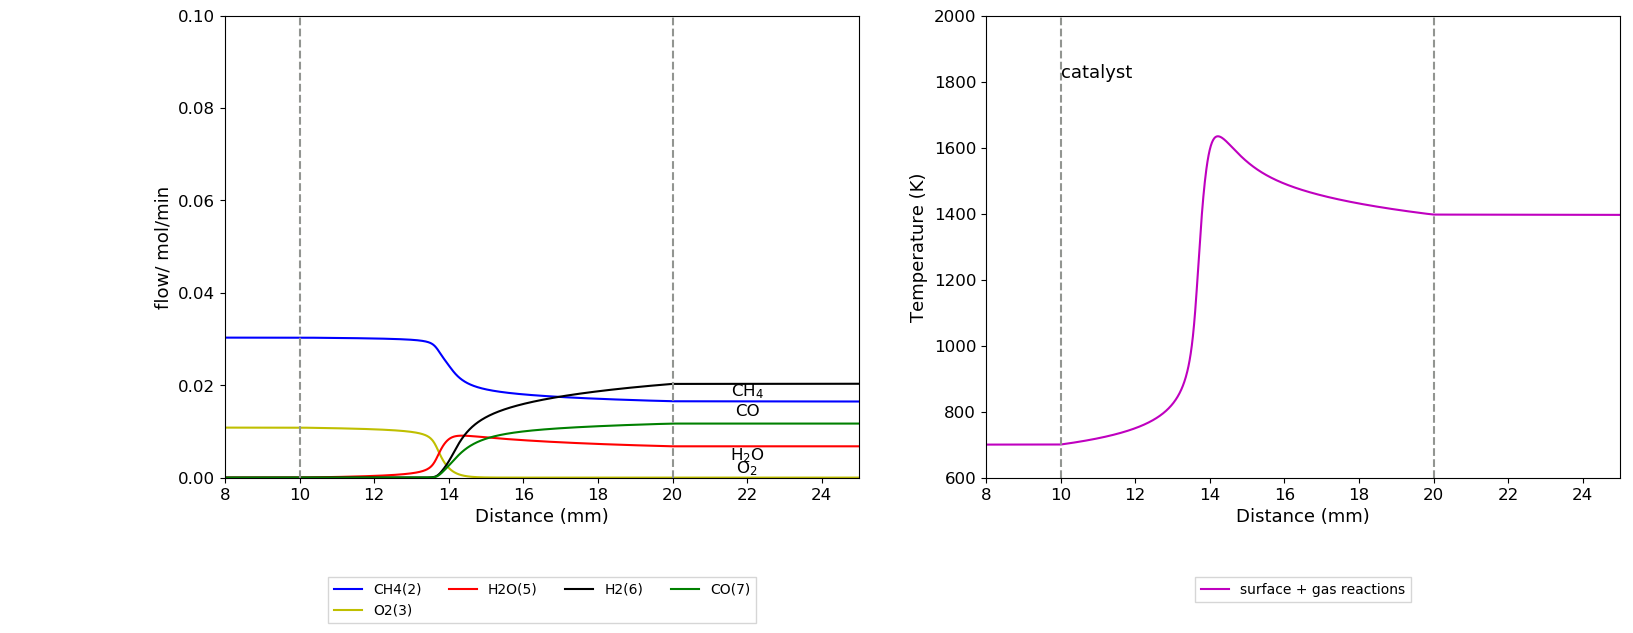 0.10
0.08
0.06
0.04
0.02
0.00
flow/ mol/min
CH₄
CO
H₂O
O₂
8 10 12 14 16 18 20 22 24
Distance (mm)
CH4(2) H2O(5) H2(6) CO(7)
O2(3)
2000
1800
1600
1400
1200
1000
800
600
Temperature (K)
catalyst
8 10 12 14 16 18 20 22 24
Distance (mm)
surface + gas reactions